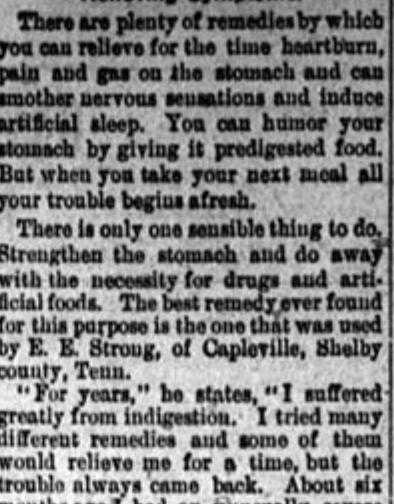 There are plenty of remedies by which
you can relieve for the time heartburn,
pain and gas on the stomach and can
smother nervous sensations and induce
artificial sleep. You can humor your
stomach by giving it predigested food.
But when you take your next meal all
your trouble begins afresh.
There is only one sensible thing to do.
Strengthen the stomach and do away
with the necessity for drugs and arti-
ficial foods. The best remedy ever found
for this purpose is the one that was used
by E. E. Strong, of Capleville, Shelby
county, Tenn.
"For years," he states, "I suffered
greatly from indigestion. I tried many
different remedies and some of them
would relieve me for a time, but the
trouble always came back. About six